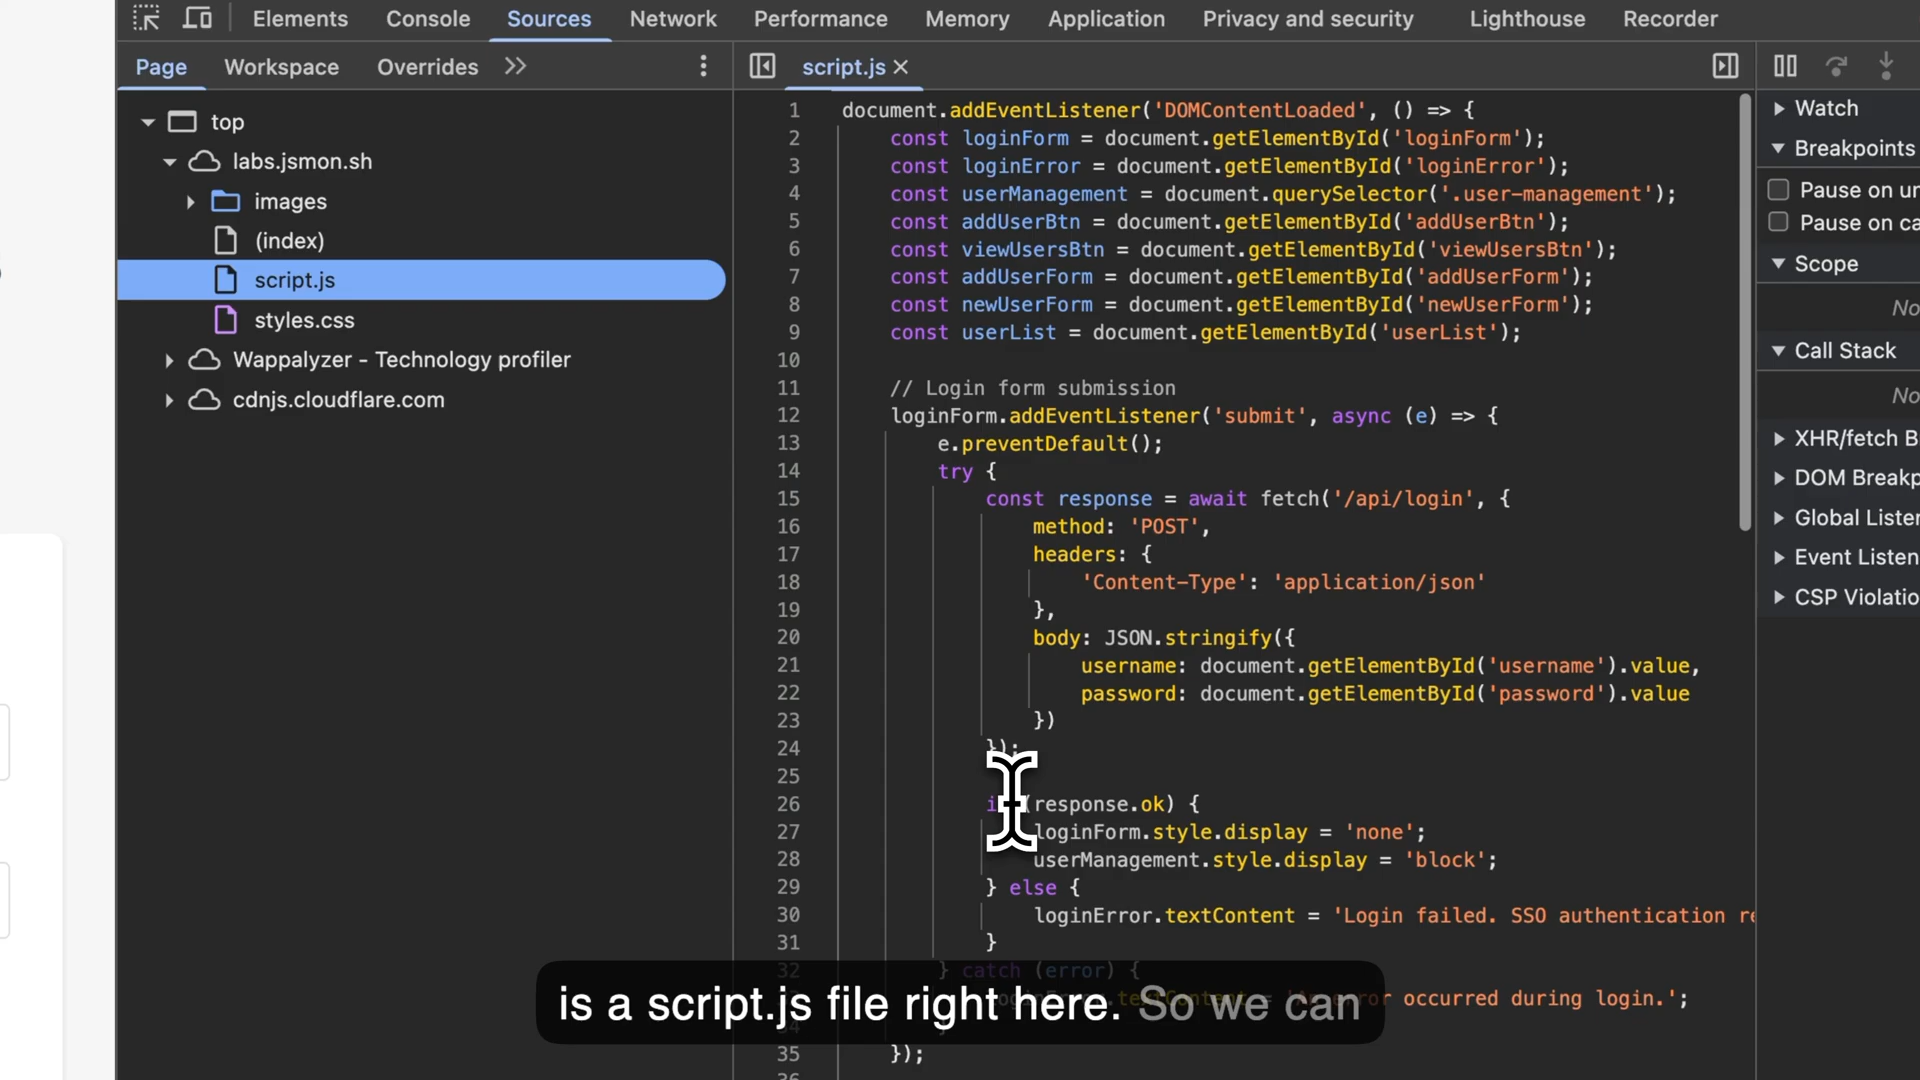 Elements Console Sources Network Performance Memory Application Privacy and security Lighthouse Recorder
Page Workspace Overrides
script.js
top
labs.jsmon.sh
images
(index)
script.js
styles.css
Wappalyzer - Technology profiler
cdnjs.cloudflare.com
1 document.addEventListener('DOMContentLoaded', () => {
2 const loginForm = document.getElementById('loginForm');
3 const loginError = document.getElementById('loginError');
4 const userManagement = document.querySelector('.user-management');
5 const addUserBtn = document.getElementById('addUserBtn');
6 const viewUsersBtn = document.getElementById('viewUsersBtn');
7 const addUserForm = document.getElementById('addUserForm');
8 const newUserForm = document.getElementById('newUserForm');
9 const userList = document.getElementById('userList');
10
11 // Login form submission
12 loginForm.addEventListener('submit', async (e) => {
13 e.preventDefault();
14 try {
15 const response = await fetch('/api/login', {
16 method: 'POST',
17 headers: {
18 'Content-Type': 'application/json'
19 },
20 body: JSON.stringify({
21 username: document.getElementById('username').value,
22 password: document.getElementById('password').value
23 })
24 });
25
26 (response.ok) {
27 loginForm.style.display = 'none';
28 userManagement.style.display = 'block';
29 } else {
30 loginError.textContent = 'Login failed. SSO authentication re
31 }
32 } catch (error) {
occurred during login.';
35 });
Watch
Breakpoints
Pause on un
Pause on ca
Scope
No
Call Stack
No
XHR/fetch B
DOM Breakp
Global Lister
Event Listen
CSP Violatio
is a script.js file right here. So we can